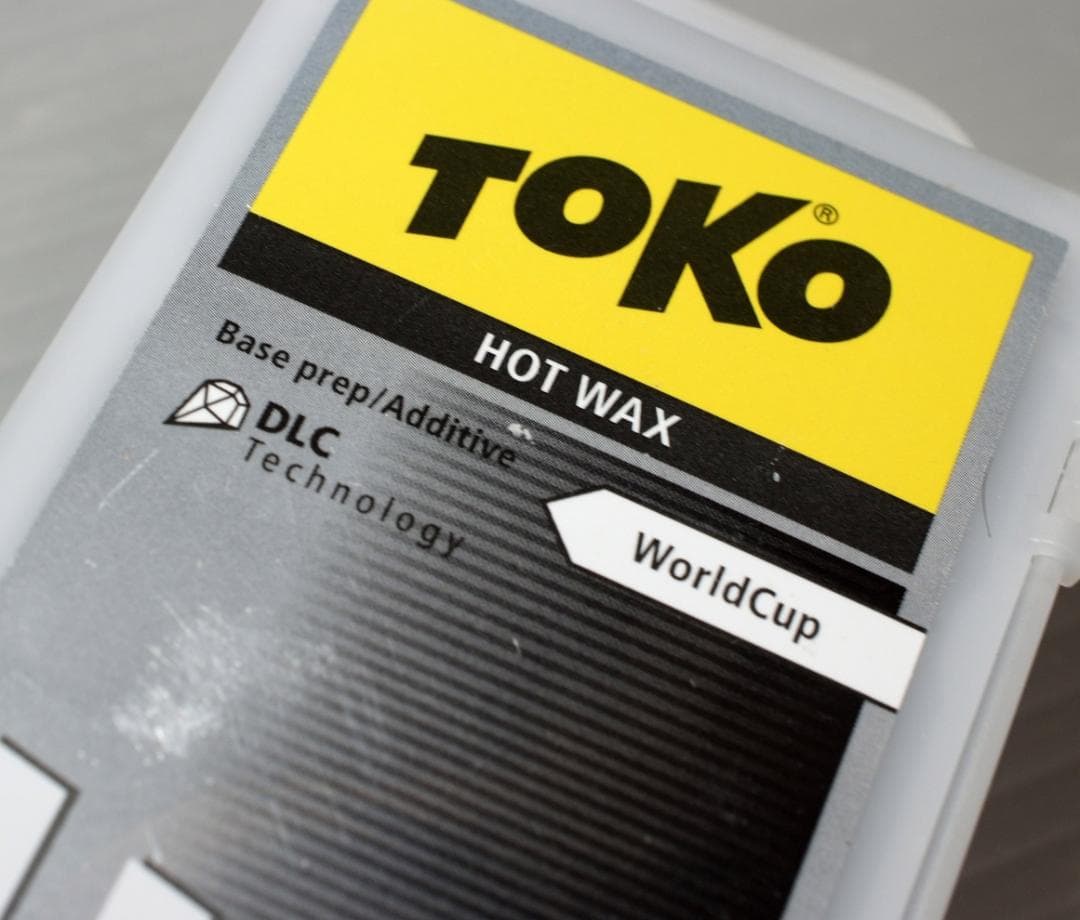 TOKO®
HOT WAX
Base prep/Additive
DLC
Technology
WorldCup